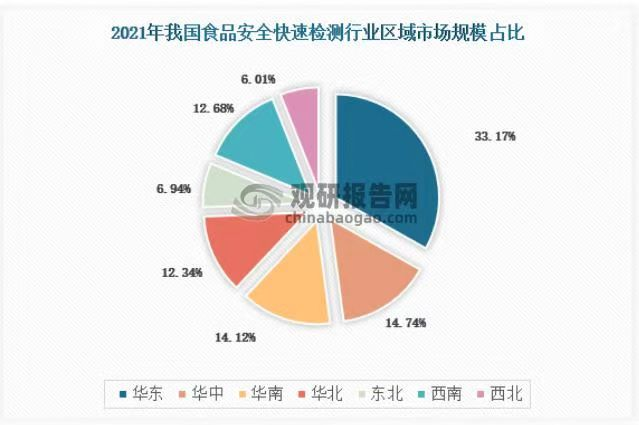 2021年我国食品安全快速检测行业区域市场规模占比
6.01%
12.68%
33.17%
6.94%
观研报告网
chinabaogao.com
12.34%
14.74%
14.12%
华东 华中 华南 华北 东北 西南 西北